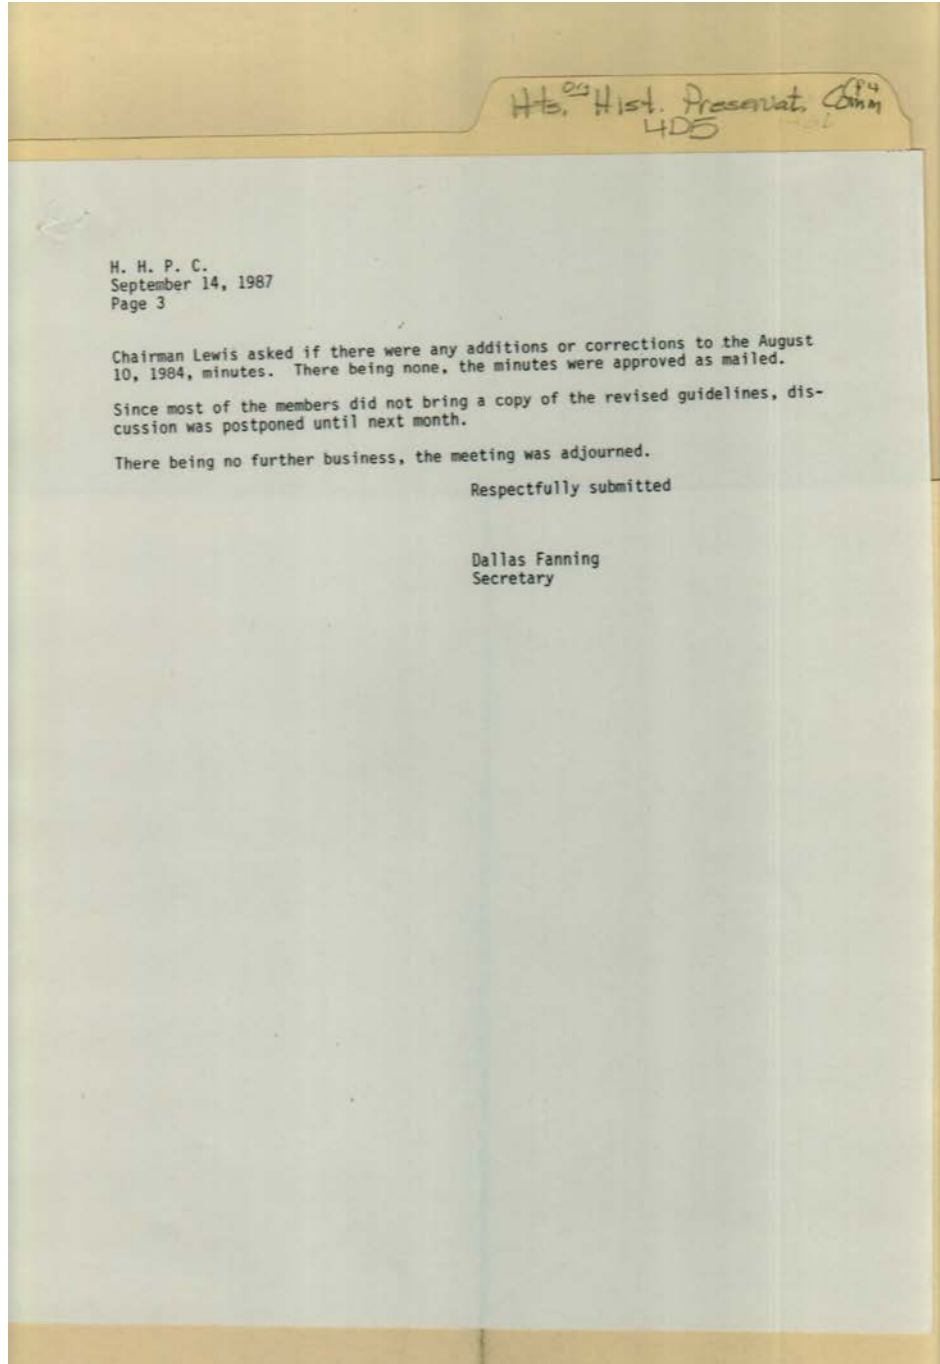 Hts. Org Hist. Preservat. Comm
4D5
H. H. P. C.
September 14, 1987
Page 3
Chairman Lewis asked if there were any additions or corrections to the August
10, 1984, minutes. There being none, the minutes were approved as mailed.
Since most of the members did not bring a copy of the revised guidelines, dis-
cussion was postponed until next month.
There being no further business, the meeting was adjourned.
Respectfully submitted
Dallas Fanning
Secretary